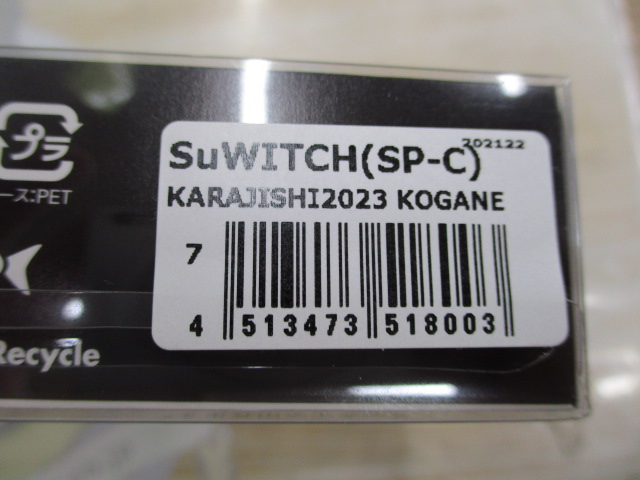 プラ
ース:PET
SuWITCH(SP-C)
202122
KARAJISHI2023 KOGANE
7
4 513473 518003
Recycle